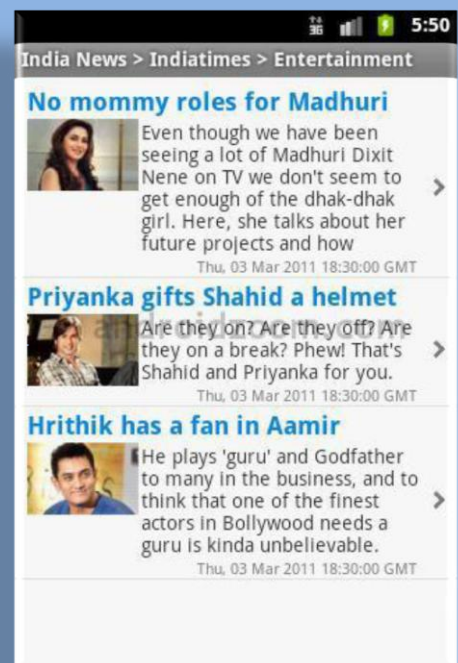 3G 5:50
India News > Indiatimes > Entertainment
No mommy roles for Madhuri
Even though we have been
seeing a lot of Madhuri Dixit
Nene on TV we don't seem to
get enough of the dhak-dhak
girl. Here, she talks about her
future projects and how
Thu, 03 Mar 2011 18:30:00 GMT
Priyanka gifts Shahid a helmet
androidzoom.com
Are they on? Are they off? Are
they on a break? Phew! That's
Shahid and Priyanka for you.
Thu, 03 Mar 2011 18:30:00 GMT
Hrithik has a fan in Aamir
He plays 'guru' and Godfather
to many in the business, and to
think that one of the finest
actors in Bollywood needs a
guru is kinda unbelievable.
Thu, 03 Mar 2011 18:30:00 GMT